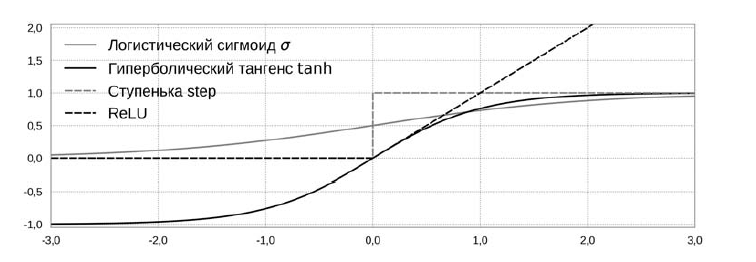 2,0
Логистический сигмоид σ
1,5
Гиперболический тангенс tanh
Ступенька step
1,0
ReLU
0,5
0,0
-0,5
-1,0
-3,0 -2,0 -1,0 0,0 1,0 2,0 3,0